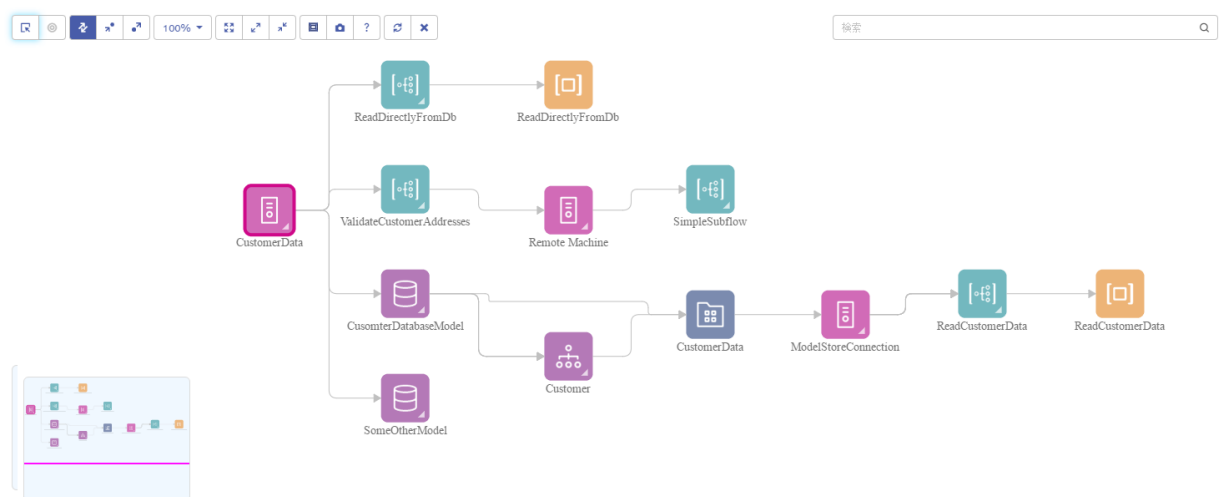 100%
?
検索
ReadDirectlyFromDb
ReadDirectlyFromDb
ValidateCustomerAddresses
SimpleSubflow
CustomerData
Remote Machine
CusomterDatabaseModel
ReadCustomerData
ReadCustomerData
CustomerData
ModelStoreConnection
Customer
SomeOtherModel